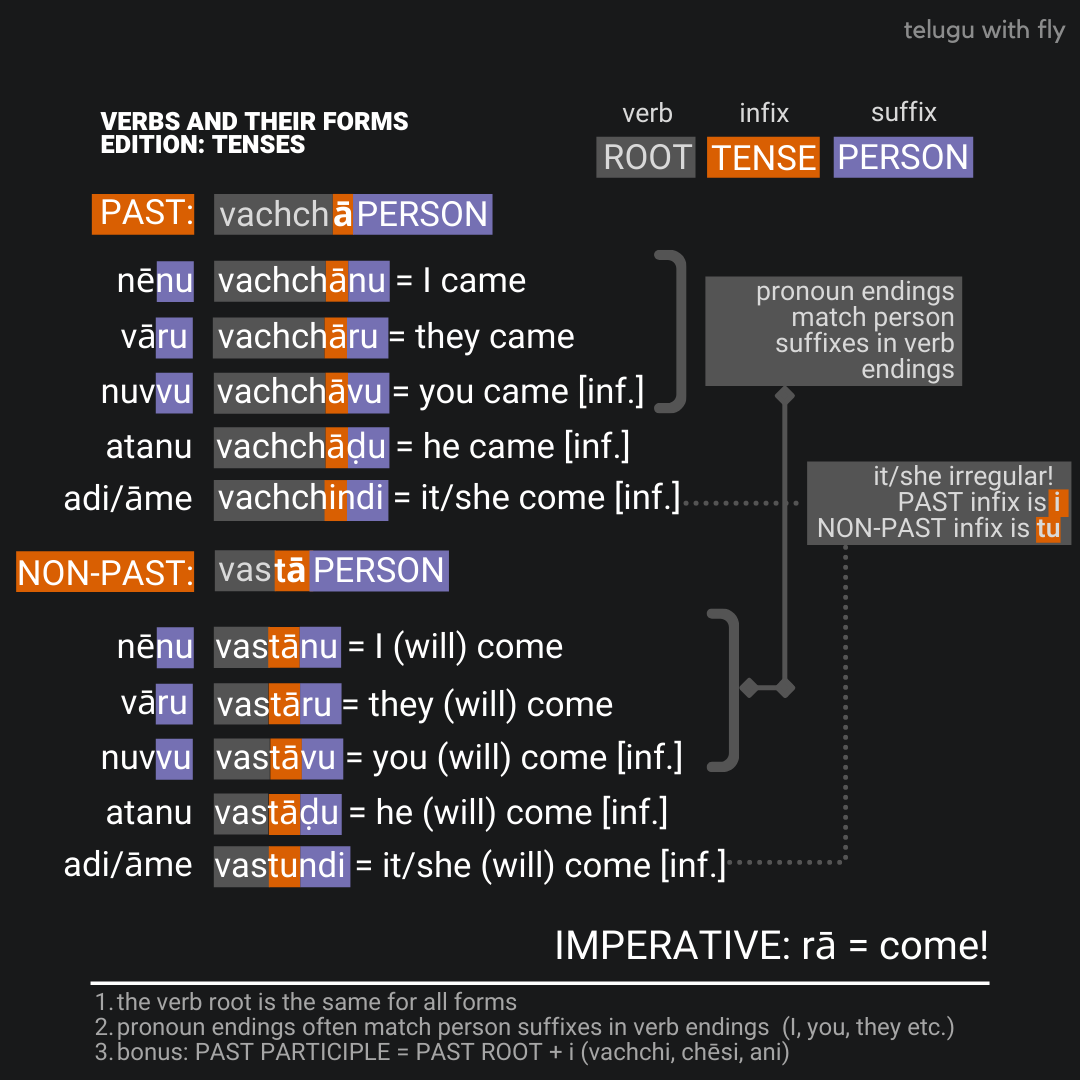 telugu with fly
VERBS AND THEIR FORMS
EDITION: TENSES
verb infix suffix
ROOT TENSE PERSON
PAST: vachchāPERSON
nēnu vachchānu = I came
vāru vachchāru = they came
nuvvu vachchāvu = you came [inf.]
atanu vachchāḍu = he came [inf.]
adi/āme vachchindi = it/she come [inf.]
pronoun endings
match person
suffixes in verb
endings
it/she irregular!
PAST infix is i
NON-PAST infix is tu
NON-PAST: vastāPERSON
nēnu vastānu = I (will) come
vāru vastāru = they (will) come
nuvvu vastāvu = you (will) come [inf.]
atanu vastāḍu = he (will) come [inf.]
adi/āme vastundi = it/she (will) come [inf.]
IMPERATIVE: rā = come!
1. the verb root is the same for all forms
2. pronoun endings often match person suffixes in verb endings (I, you, they etc.)
3. bonus: PAST PARTICIPLE = PAST ROOT + i (vachchi, chēsi, ani)